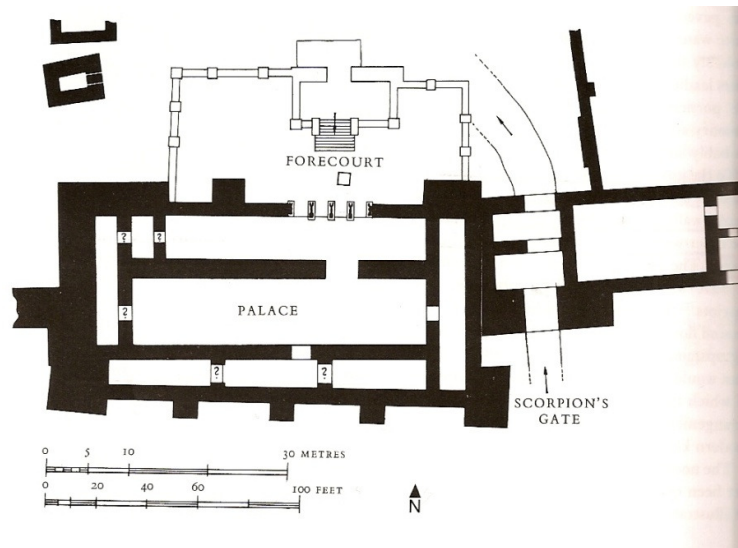 FORECOURT
? ?
PALACE
?
? ?
SCORPION'S
GATE
0 5 10 30 METRES
0 20 40 60 100 FEET
N